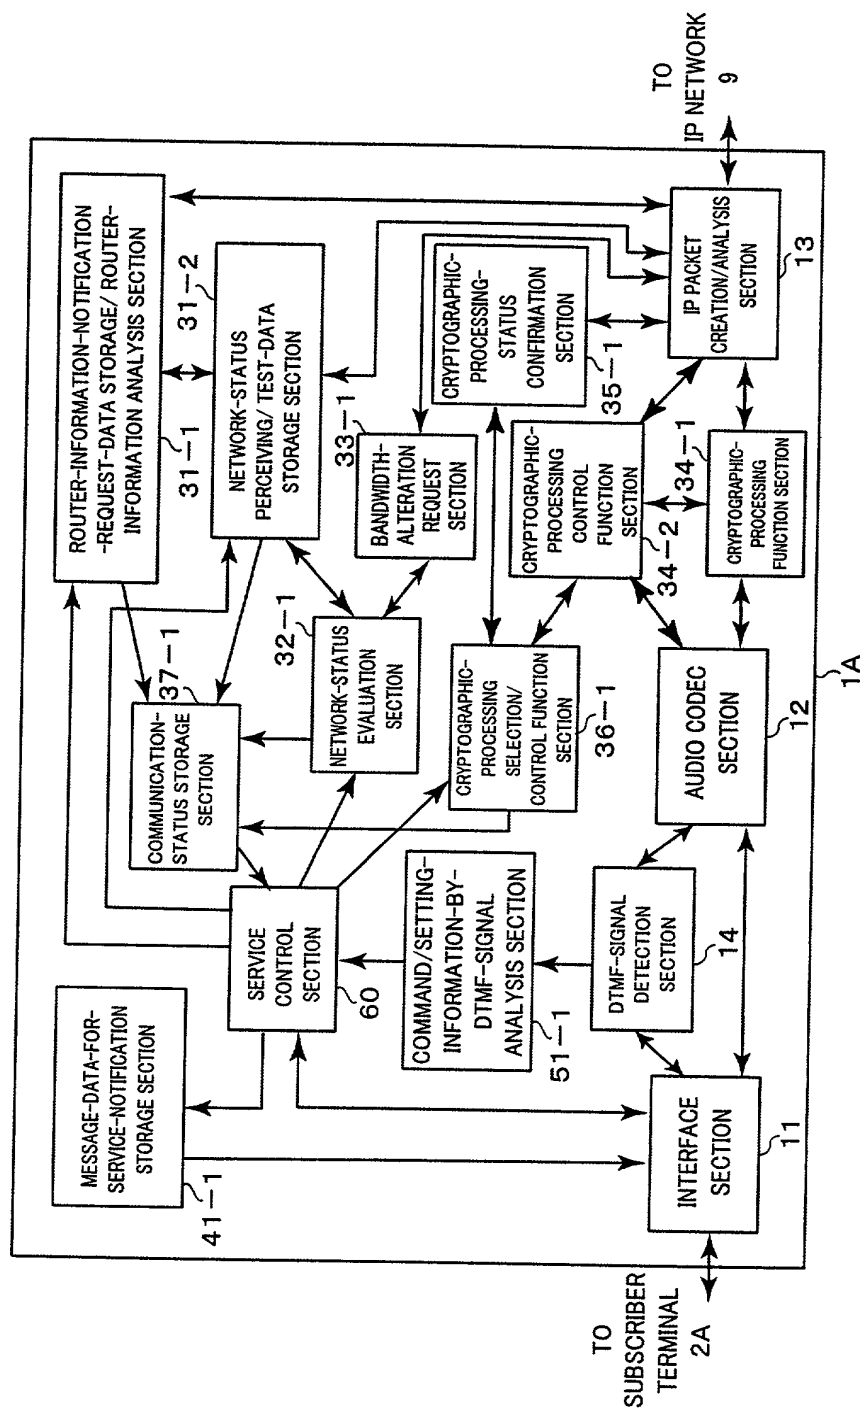 MESSAGE-DATA-FOR-
SERVICE-NOTIFICATION
STORAGE SECTION
41-1
ROUTER-INFORMATION-NOTIFICATION
-REQUEST-DATA STORAGE/ ROUTER-
INFORMATION ANALYSIS SECTION
31-1
COMMUNICATION-
STATUS STORAGE
SECTION
37-1
NETWORK-STATUS
PERCEIVING/ TEST-DATA
STORAGE SECTION
31-2
SERVICE
CONTROL
SECTION
60
NETWORK-STATUS
EVALUATION
SECTION
32-1
BANDWIDTH-
ALTERATION
REQUEST
SECTION
33-1
CRYPTOGRAPHIC-
PROCESSING-
STATUS
CONFIRMATION
SECTION
35-1
COMMAND/SETTING-
INFORMATION-BY-
DTMF-SIGNAL
ANALYSIS SECTION
51-1
CRYPTOGRAPHIC-
PROCESSING
SELECTION/
CONTROL FUNCTION
SECTION
36-1
CRYPTOGRAPHIC-
PROCESSING
CONTROL
FUNCTION
SECTION
34-2
DTMF-SIGNAL
DETECTION
SECTION
14
INTERFACE
SECTION
11
AUDIO CODEC
SECTION
12
CRYPTOGRAPHIC-
PROCESSING
FUNCTION SECTION
34-1
IP PACKET
CREATION/ANALYSIS
SECTION
13
TO
SUBSCRIBER
TERMINAL
2A
TO
IP NETWORK
9
1A